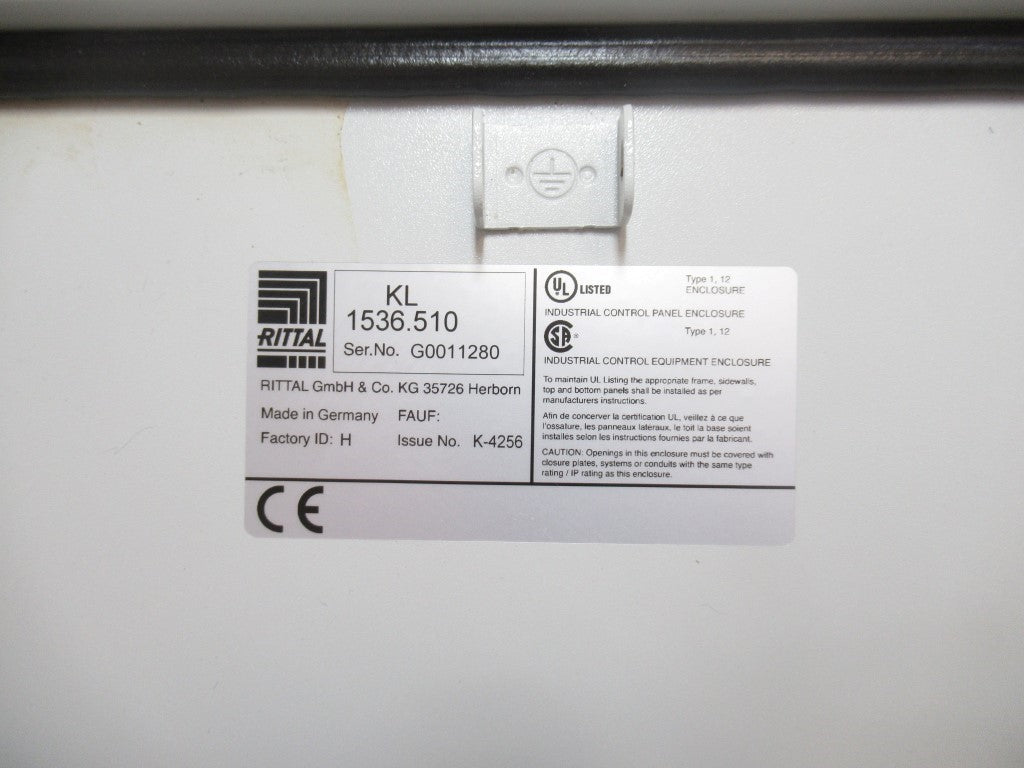 RITTAL
KL
1536.510
Ser.No. G0011280
RITTAL GmbH & Co. KG 35726 Herborn
Made in Germany FAUF:
Factory ID: H Issue No. K-4256
CE
UL LISTED
Type 1, 12
ENCLOSURE
INDUSTRIAL CONTROL PANEL ENCLOSURE
SA® Type 1, 12
INDUSTRIAL CONTROL EQUIPMENT ENCLOSURE
To maintain UL Listing the appropriate frame, sidewalls,
top and bottom panels shall be installed as per
manufacturers instructions.
Afin de concerver la certification UL, veillez à ce que
l'ossature, les panneaux latéraux, le toit la base soient
installés selon les instructions fournies par la fabricant.
CAUTION: Openings in this enclosure must be covered with
closure plates, systems or conduits with the same type
rating / IP rating as this enclosure.